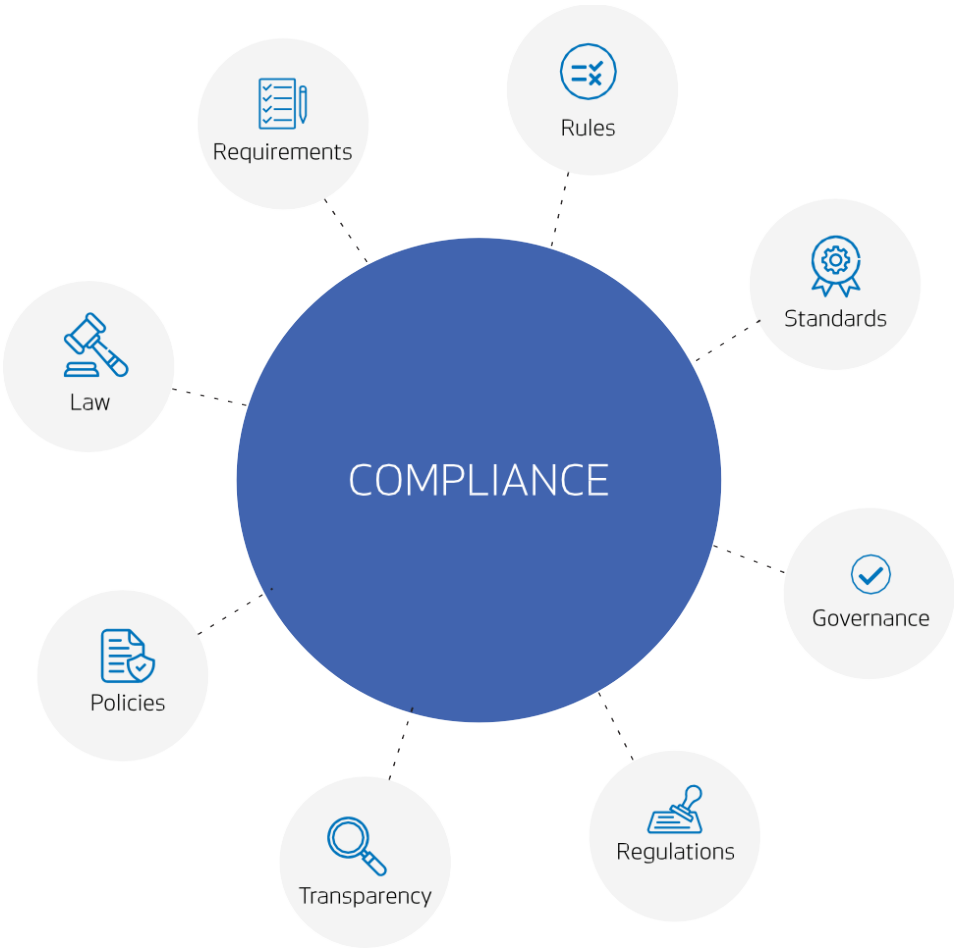 Rules
Requirements
Standards
Law
COMPLIANCE
Governance
Policies
Regulations
Transparency